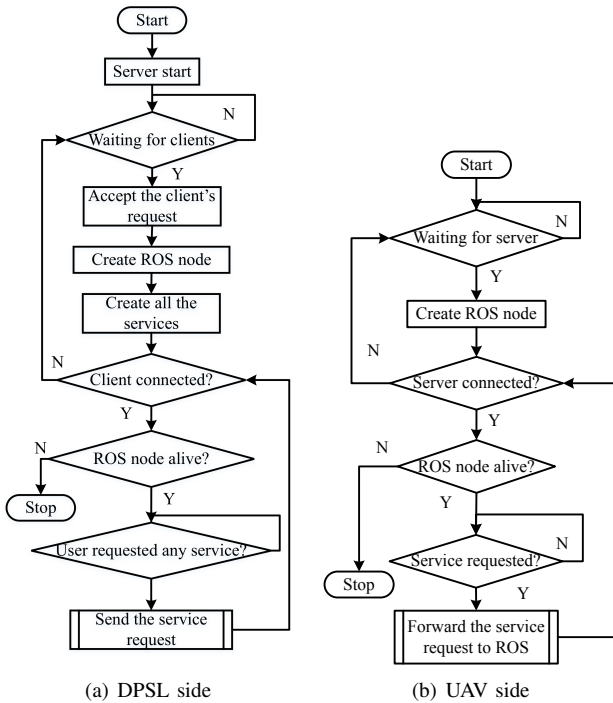 Start
Server start
N
Waiting for clients
Y
Accept the client's
request
Create ROS node
Create all the
services
N
Client connected?
Y
N
ROS node alive?
Y
Stop
User requested any service?
Send the service
request
(a) DPSL side
Start
N
Waiting for server
Y
Create ROS node
N
Server connected?
Y
N
ROS node alive?
Y
N
Service requested?
Stop
Y
Forward the service
request to ROS
(b) UAV side